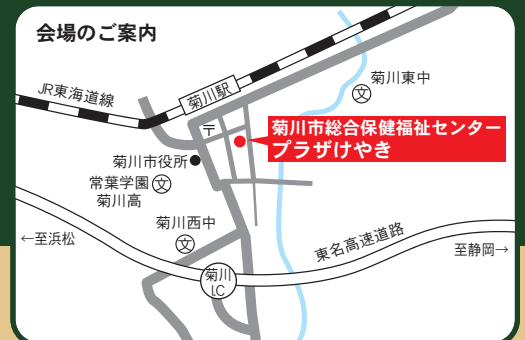 会場のご案内
JR東海道線
菊川駅
菊川東中
文
〒
菊川市総合保健福祉センター
プラザけやき
菊川市役所
常葉学園
菊川高
文
菊川西中
文
←至浜松
東名高速道路
至静岡→
菊川
I.C